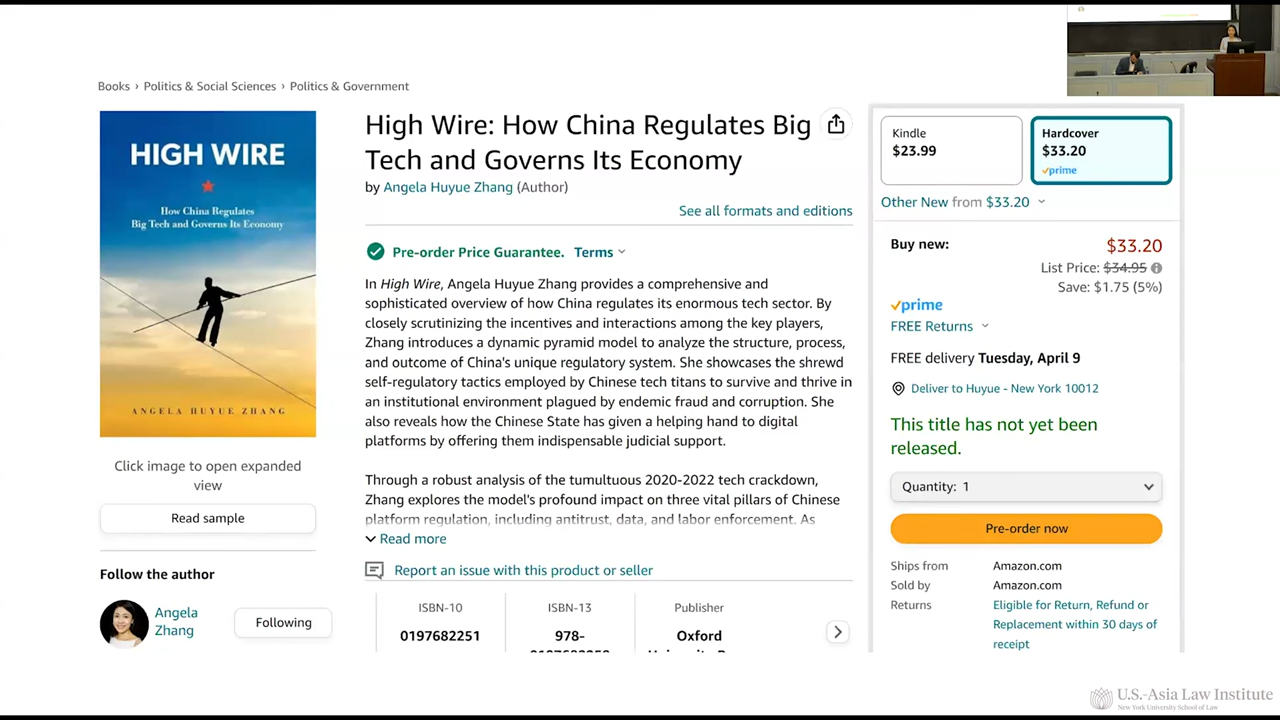 Books › Politics & Social Sciences › Politics & Government
HIGH WIRE
How China Regulates
Big Tech and Governs Its Economy
ANGELA HUYUE ZHANG
Click image to open expanded
view
Read sample
Follow the author
Angela
Zhang
Following
High Wire: How China Regulates Big
Tech and Governs Its Economy
by Angela Huyue Zhang (Author)
See all formats and editions
Pre-order Price Guarantee. Terms
In High Wire, Angela Huyue Zhang provides a comprehensive and
sophisticated overview of how China regulates its enormous tech sector. By
closely scrutinizing the incentives and interactions among the key players,
Zhang introduces a dynamic pyramid model to analyze the structure, process,
and outcome of China's unique regulatory system. She showcases the shrewd
self-regulatory tactics employed by Chinese tech titans to survive and thrive in
an institutional environment plagued by endemic fraud and corruption. She
also reveals how the Chinese State has given a helping hand to digital
platforms by offering them indispensable judicial support.
Through a robust analysis of the tumultuous 2020-2022 tech crackdown,
Zhang explores the model's profound impact on three vital pillars of Chinese
platform regulation, including antitrust, data, and labor enforcement. As
Read more
Report an issue with this product or seller
ISBN-10
0197682251
ISBN-13
978-
Publisher
Oxford
Kindle
$23.99
Hardcover
$33.20
prime
Other New from $33.20
Buy new:
$33.20
List Price: $34.95
Save: $1.75 (5%)
prime
FREE Returns
FREE delivery Tuesday, April 9
Deliver to Huyue - New York 10012
This title has not yet been
released.
Quantity: 1
Pre-order now
Ships from Amazon.com
Sold by Amazon.com
Returns Eligible for Return, Refund or
Replacement within 30 days of
receipt
U.S.-Asia Law Institute
New York University School of Law